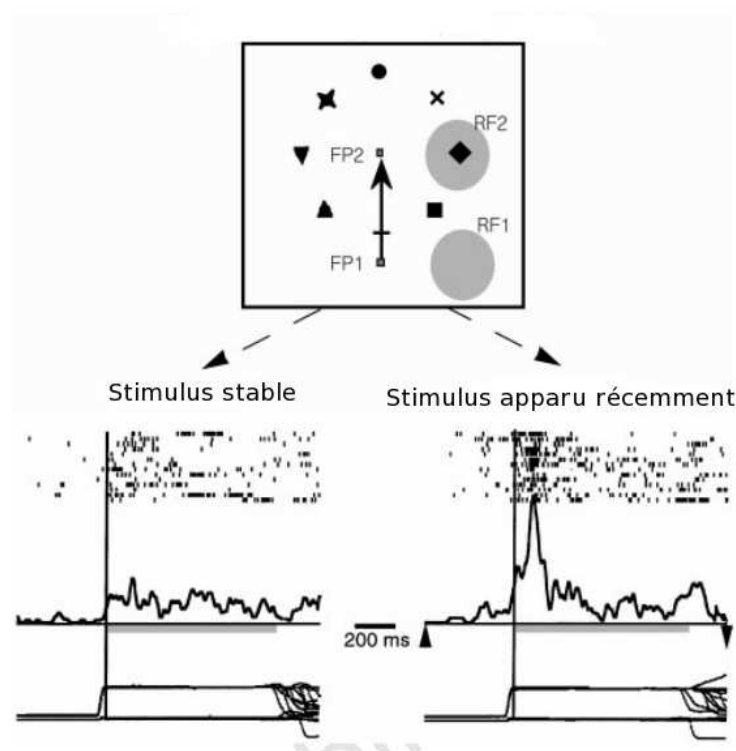 RF2
FP2
RF1
FP1
Stimulus stable
Stimulus apparu récemment
200 ms